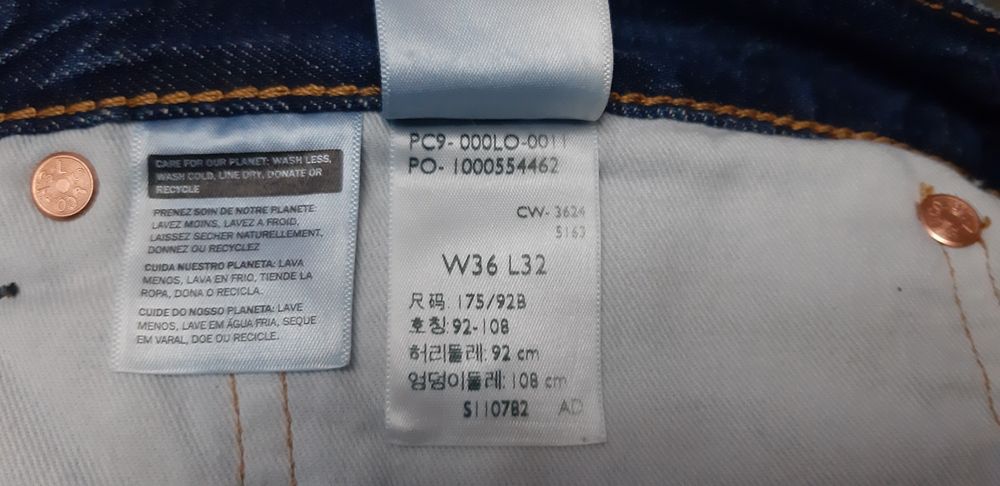 CARE FOR OUR PLANET: WASH LESS,
WASH COLD, LINE DRY, DONATE OR
RECYCLE
PRENEZ SOIN DE NOTRE PLANETE:
LAVEZ MOINS, LAVEZ A FROID,
LAISSEZ SECHER NATURELLEMENT,
DONNEZ OU RECYCLEZ
CUIDA NUESTRO PLANETA: LAVA
MENOS, LAVA EN FRIO, TIENDE LA
ROPA, DONA O RECICLA.
CUIDE DO NOSSO PLANETA: LAVE
MENOS, LAVE EM ÁGUA FRIA, SEQUE
EM VARAL, DOE OU RECICLE.
PC9- 000LO-0011
PO- 1000554462
CW- 3624
5163
W36 L32
尺码: 175/92B
호칭: 92-108
허리둘레: 92 cm
엉덩이둘레: 108 cm
S110782 AD